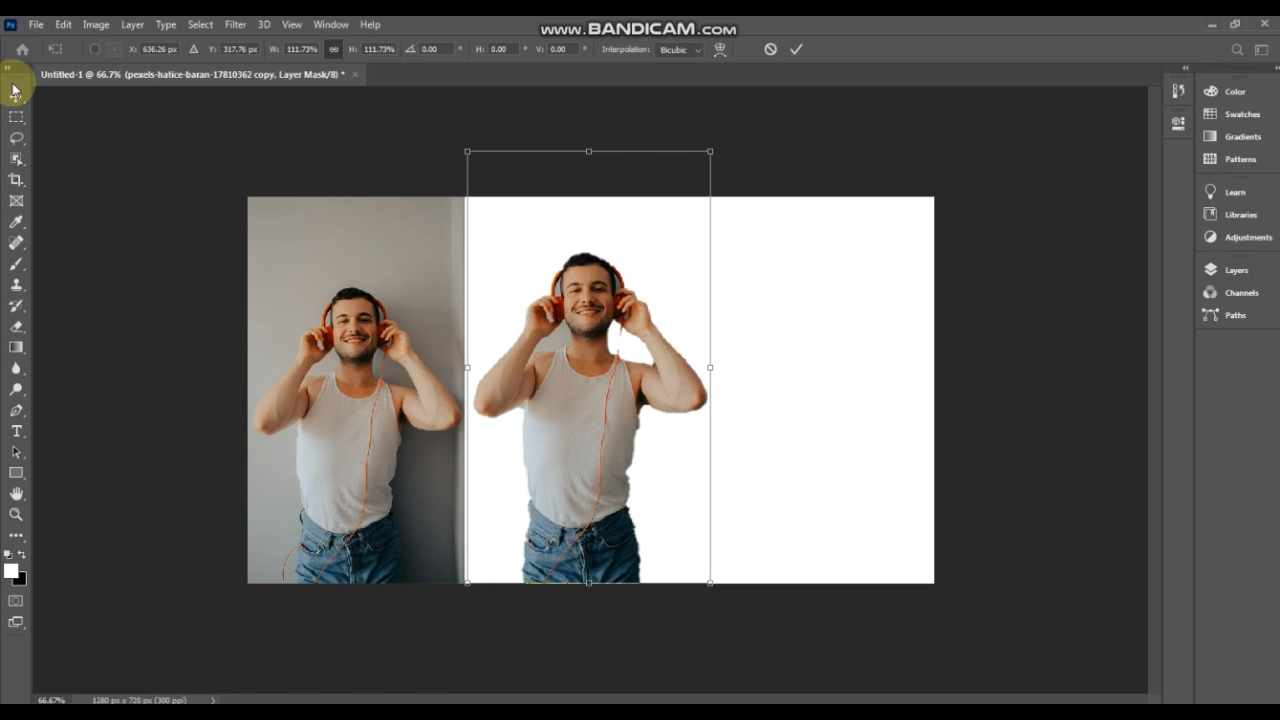 www.BANDICAM.com
Ps File Edit Image Layer Type Select Filter 3D View Window Help
X: 636.26 px Y: 317.76 px W: 111.73% H: 111.73% 0.00 ° H: 0.00 ° V: 0.00 ° Interpolation: Bicubic
Untitled-1 @ 66.7% (pexels-hatice-baran-17810362 copy, Layer Mask/8) * ×
Color
Swatches
Gradients
Patterns
Learn
Libraries
Adjustments
Layers
Channels
Paths
T
66.67% 1280 px x 720 px (300 ppi)